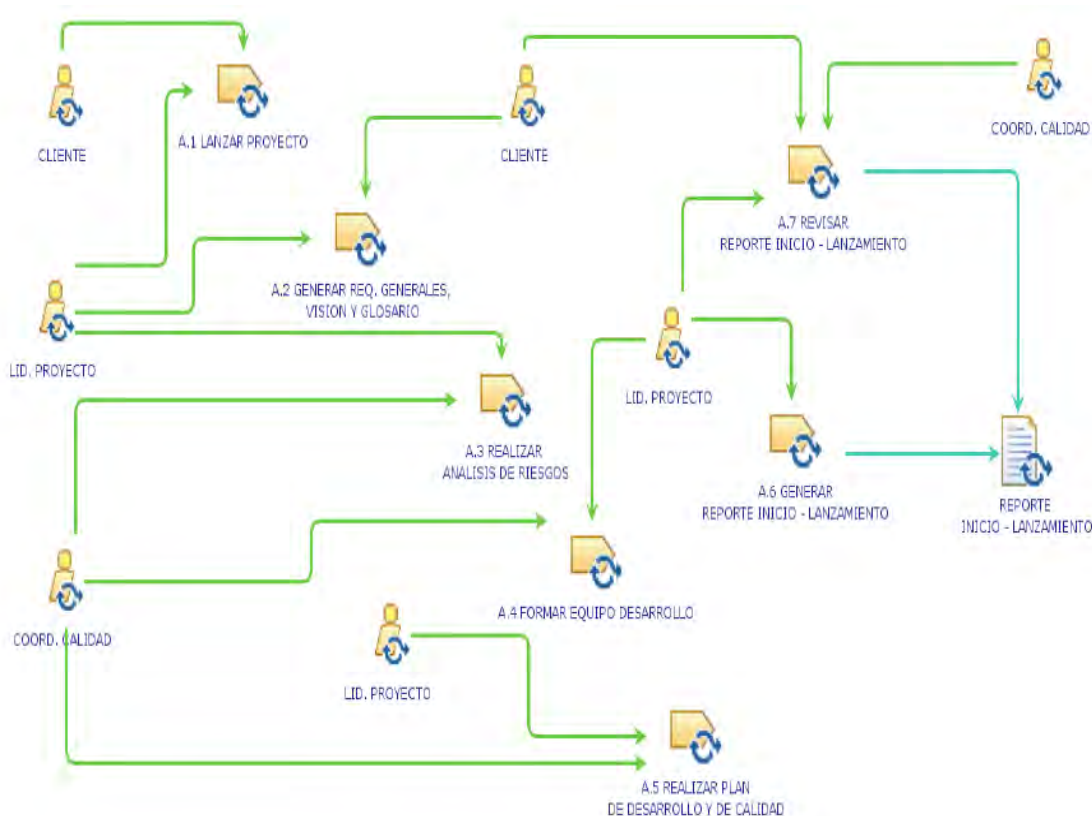 CLIENTE
A.1 LANZAR PROYECTO
CLIENTE
COORD. CALIDAD
A.7 REVISAR
REPORTE INICIO - LANZAMIENTO
A.2 GENERAR REQ. GENERALES,
VISION Y GLOSARIO
LID. PROYECTO
LID. PROYECTO
A.3 REALIZAR
ANALISIS DE RIESGOS
A.6 GENERAR
REPORTE INICIO - LANZAMIENTO
REPORTE
INICIO - LANZAMIENTO
A.4 FORMAR EQUIPO DESARROLLO
COORD. CALIDAD
LID. PROYECTO
A.5 REALIZAR PLAN
DE DESARROLLO Y DE CALIDAD